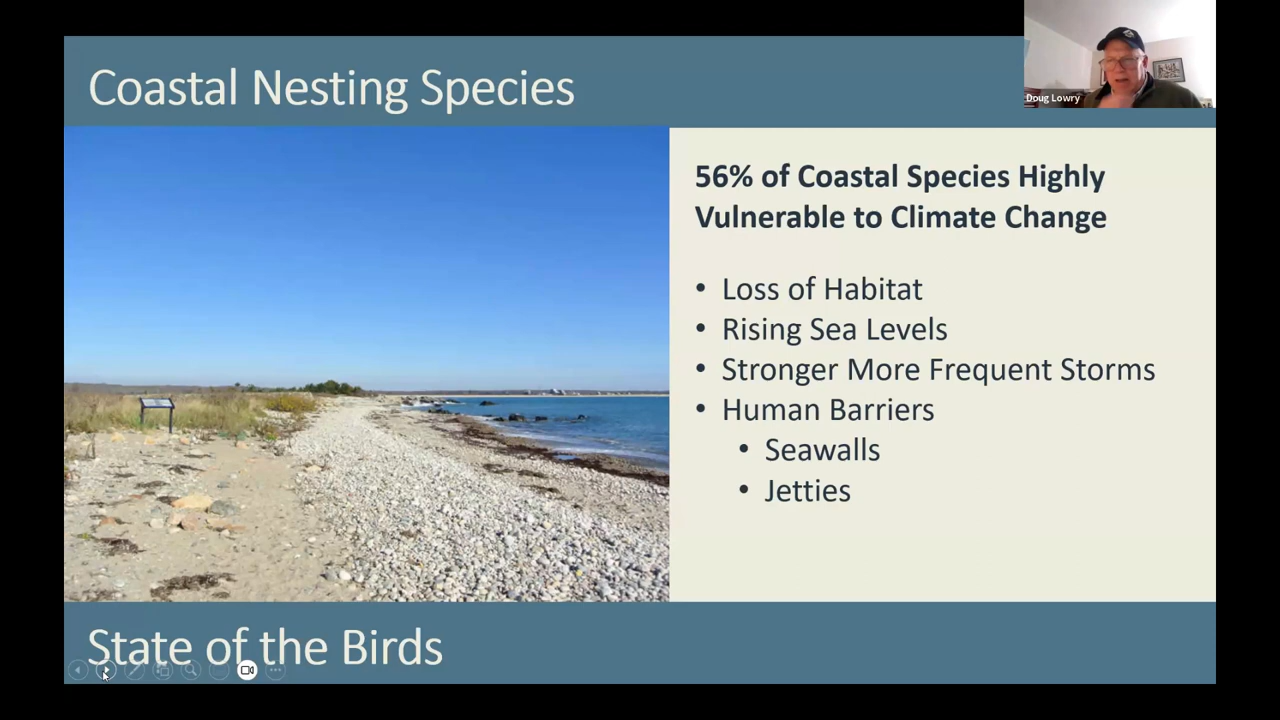 Coastal Nesting Species
Doug Lowry
56% of Coastal Species Highly
Vulnerable to Climate Change
• Loss of Habitat
• Rising Sea Levels
• Stronger More Frequent Storms
• Human Barriers
• Seawalls
• Jetties
State of the Birds